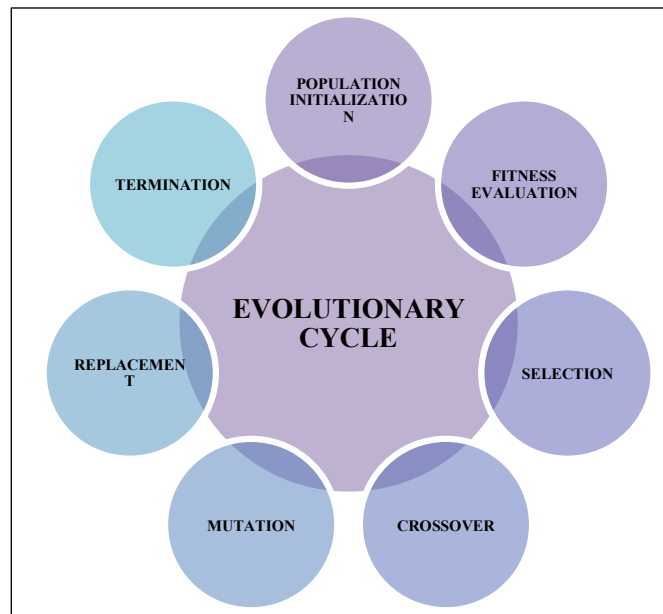 POPULATION
INITIALIZATIO
N
FITNESS
EVALUATION
SELECTION
CROSSOVER
MUTATION
REPLACEMEN
T
TERMINATION
EVOLUTIONARY
CYCLE